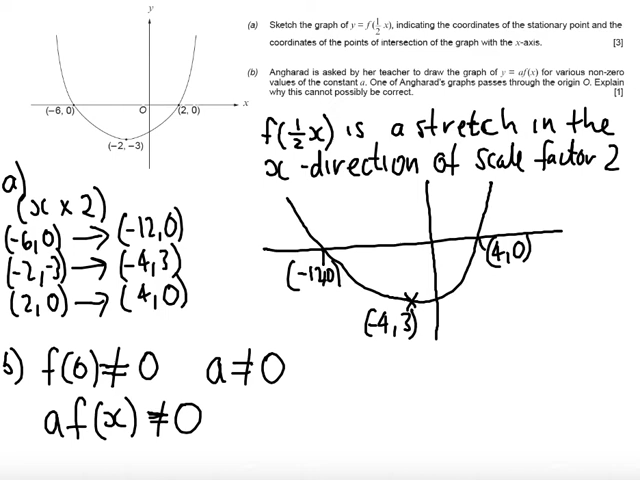 y
(-6, 0)
O
(2, 0)
x
(-2, -3)
(a) Sketch the graph of y = f(½x), indicating the coordinates of the stationary point and the
coordinates of the points of intersection of the graph with the x-axis. [3]
(b) Angharad is asked by her teacher to draw the graph of y = af(x) for various non-zero
values of the constant a. One of Angharad's graphs passes through the origin O. Explain
why this cannot possibly be correct. [1]
f(½x) is a stretch in the
x-direction of scale factor 2
a)
(x × 2)
(-6,0) → (-12,0)
(-2,-3) → (-4,3)
(2,0) → (4,0)
(-12,0)
(4,0)
(-4,3)
b) f(0) ≠ 0 a ≠ 0
a f(x) ≠ 0